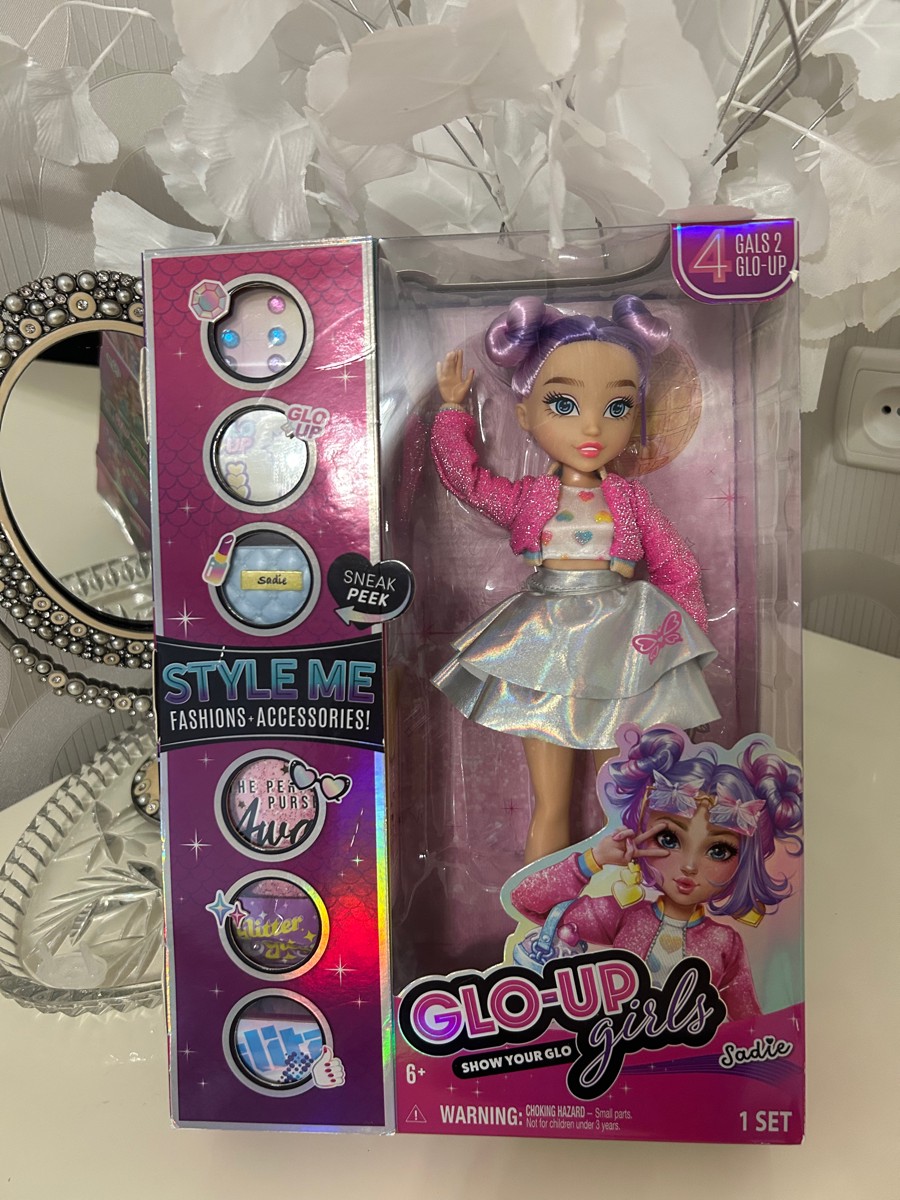 4
GALS 2
GLO-UP
GLO
UP
sadie
SNEAK
PEEK
STYLE ME
FASHIONS + ACCESSORIES!
PURS
GLO-UP
girls
SHOW YOUR GLO
Sadie
6+
WARNING: CHOKING HAZARD – Small parts.
Not for children under 3 years.
1 SET